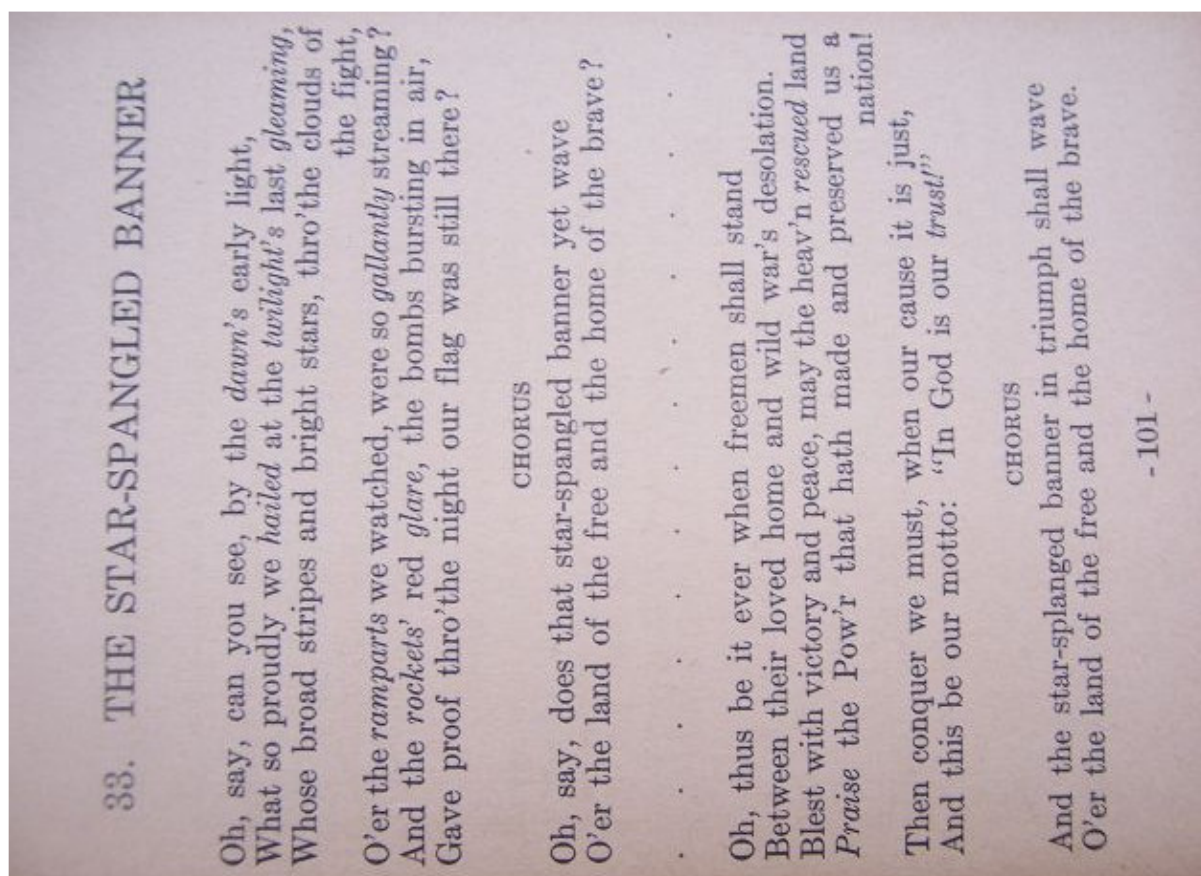 33. THE STAR-SPANGLED BANNER
Oh, say, can you see, by the dawn's early light,
What so proudly we hailed at the twilight's last gleaming,
Whose broad stripes and bright stars, thro'the clouds of
the fight,
O'er the ramparts we watched, were so gallantly streaming?
And the rockets' red glare, the bombs bursting in air,
Gave proof thro'the night our flag was still there?
CHORUS
Oh, say, does that star-spangled banner yet wave
O'er the land of the free and the home of the brave?
. . . . . . . . . .
Oh, thus be it ever when freemen shall stand
Between their loved home and wild war's desolation.
Blest with victory and peace, may the heav'n rescued land
Praise the Pow'r that hath made and preserved us a
nation!
Then conquer we must, when our cause it is just,
And this be our motto: "In God is our trust!"
CHORUS
And the star-splanged banner in triumph shall wave
O'er the land of the free and the home of the brave.
- 101 -